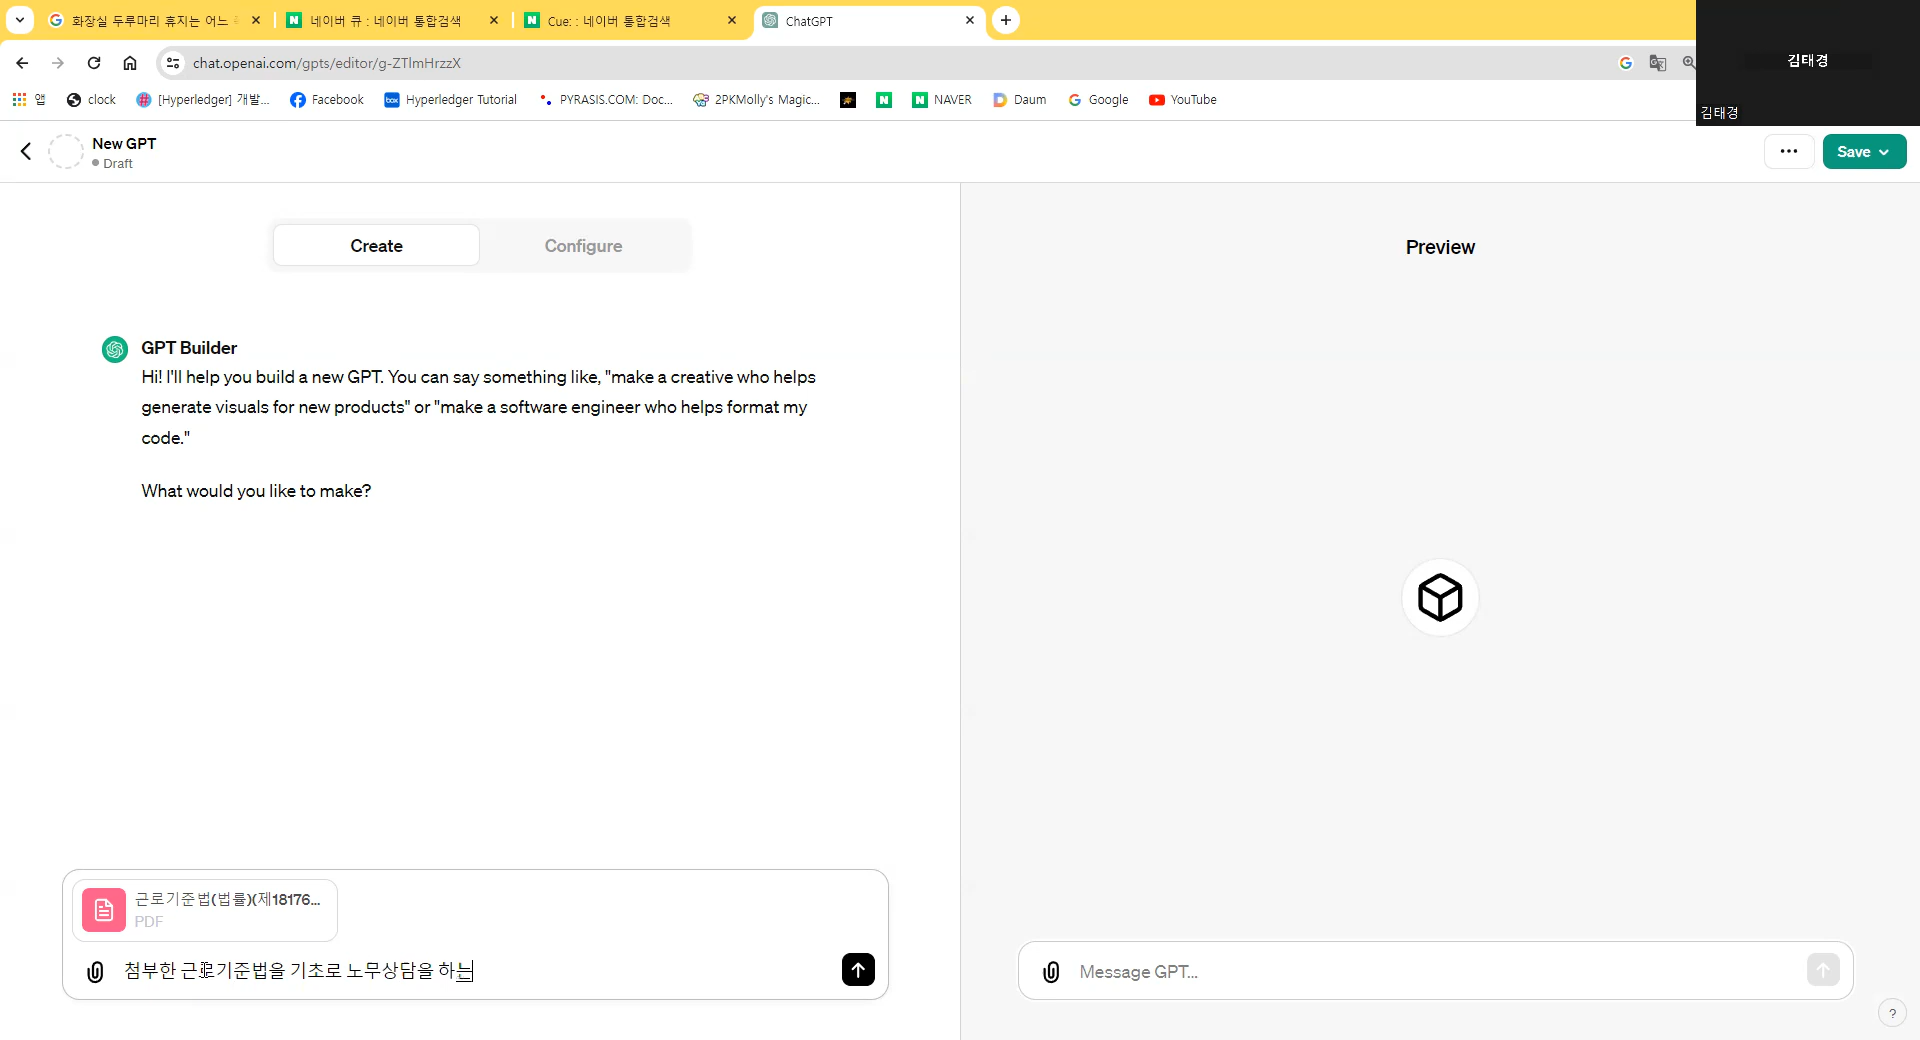 화장실 두루마리 휴지는 어느
네이버 큐 : 네이버 통합검색
Cue: : 네이버 통합검색
ChatGPT
김태경
chat.openai.com/gpts/editor/g-ZTlmHrzzX
앱
clock
[Hyperledger] 개발...
Facebook
Hyperledger Tutorial
PYRASIS.COM: Doc...
2PKMolly's Magic...
NAVER
Daum
Google
YouTube
김태경
New GPT
Draft
Save
Create
Configure
Preview
GPT Builder
Hi! I'll help you build a new GPT. You can say something like, "make a creative who helps
generate visuals for new products" or "make a software engineer who helps format my
code."
What would you like to make?
근로기준법(법률)(제18176...
PDF
첨부한 근로기준법을 기초로 노무상담을 하는
Message GPT...
?